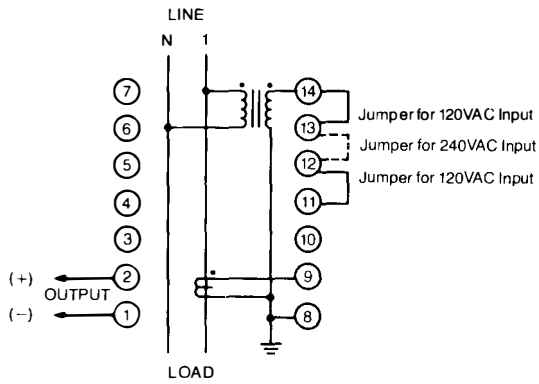 LINE
N 1
7 14
Jumper for 120VAC Input
6 13
Jumper for 240VAC Input
5 12
Jumper for 120VAC Input
4 11
3 10
(+) 2 9
OUTPUT
(−) 1 8
LOAD